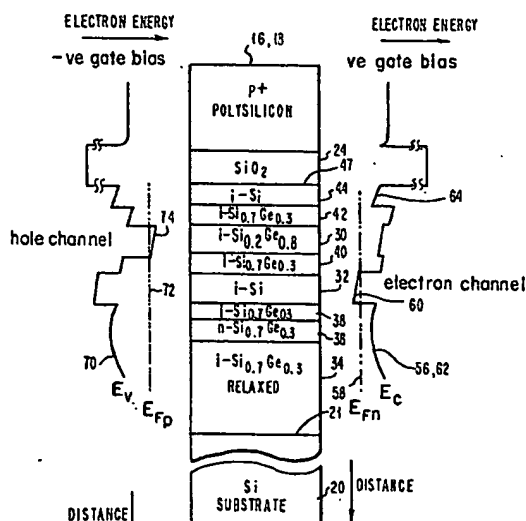 ELECTRON ENERGY
-ve gate bias
16,13
ELECTRON ENERGY
ve gate bias
P+
POLYSILICON
24
SiO2
47
i-Si
44
64
i-Si0.7Ge0.3
42
74
hole channel
i-Si0.2Ge0.8
30
i-Si0.7Ge0.3
40
72
i-Si
32
electron channel
60
i-Si0.7Ge03
38
n-Si0.7Ge0.3
38
70
i-Si0.7Ge0.3
RELAXED
34
58
56,62
Ev
EFp
EFn
Ec
21
Si
SUBSTRATE
20
DISTANCE
DISTANCE